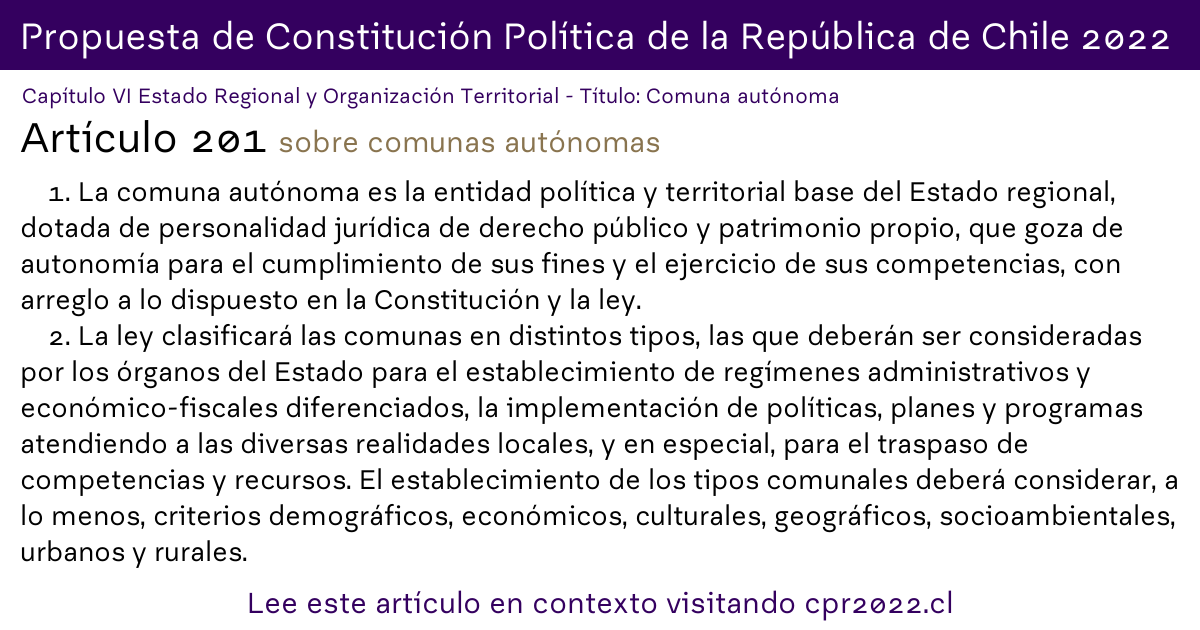 Propuesta de Constitución Política de la República de Chile 2022
Capítulo VI Estado Regional y Organización Territorial - Título: Comuna autónoma
Artículo 201 sobre comunas autónomas
1. La comuna autónoma es la entidad política y territorial base del Estado regional,
dotada de personalidad jurídica de derecho público y patrimonio propio, que goza de
autonomía para el cumplimiento de sus fines y el ejercicio de sus competencias, con
arreglo a lo dispuesto en la Constitución y la ley.
2. La ley clasificará las comunas en distintos tipos, las que deberán ser consideradas
por los órganos del Estado para el establecimiento de regímenes administrativos y
económico-fiscales diferenciados, la implementación de políticas, planes y programas
atendiendo a las diversas realidades locales, y en especial, para el traspaso de
competencias y recursos. El establecimiento de los tipos comunales deberá considerar, a
lo menos, criterios demográficos, económicos, culturales, geográficos, socioambientales,
urbanos y rurales.
Lee este artículo en contexto visitando cpr2022.cl